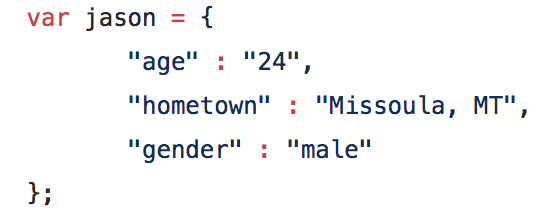 var jason = {
"age" : "24",
"hometown" : "Missoula, MT",
"gender" : "male"
};